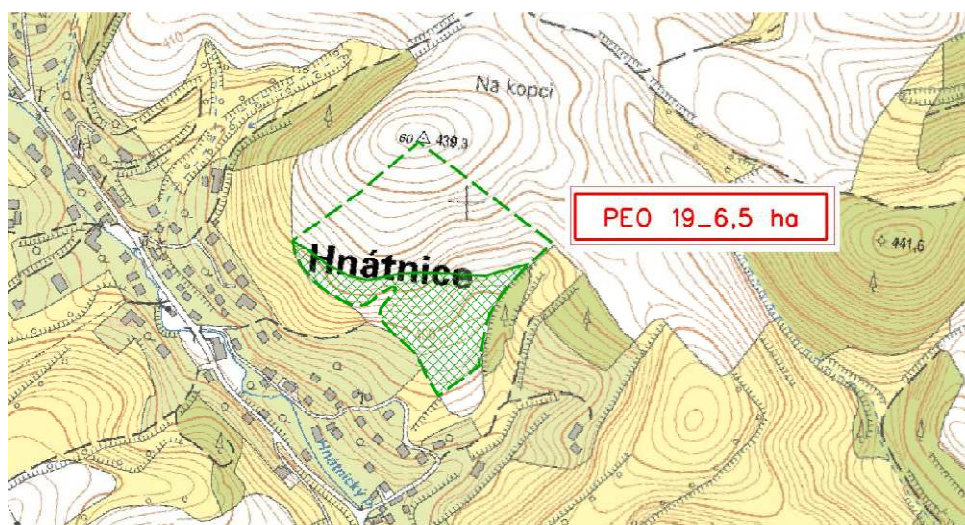 410
Na kopci
60 439,3
PEO 19_6,5 ha
441,6
Hnátnice
Hnátnický p.